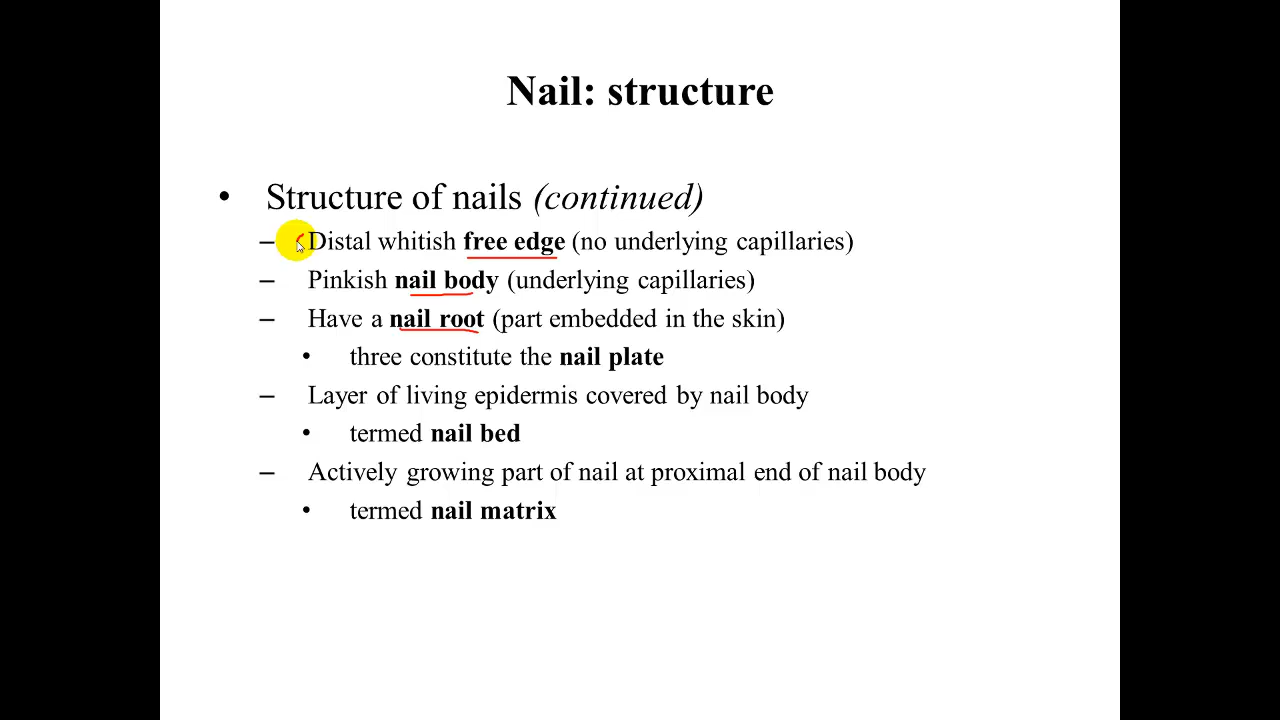 Nail: structure
• Structure of nails (continued)
– Distal whitish free edge (no underlying capillaries)
– Pinkish nail body (underlying capillaries)
– Have a nail root (part embedded in the skin)
• three constitute the nail plate
– Layer of living epidermis covered by nail body
• termed nail bed
– Actively growing part of nail at proximal end of nail body
• termed nail matrix